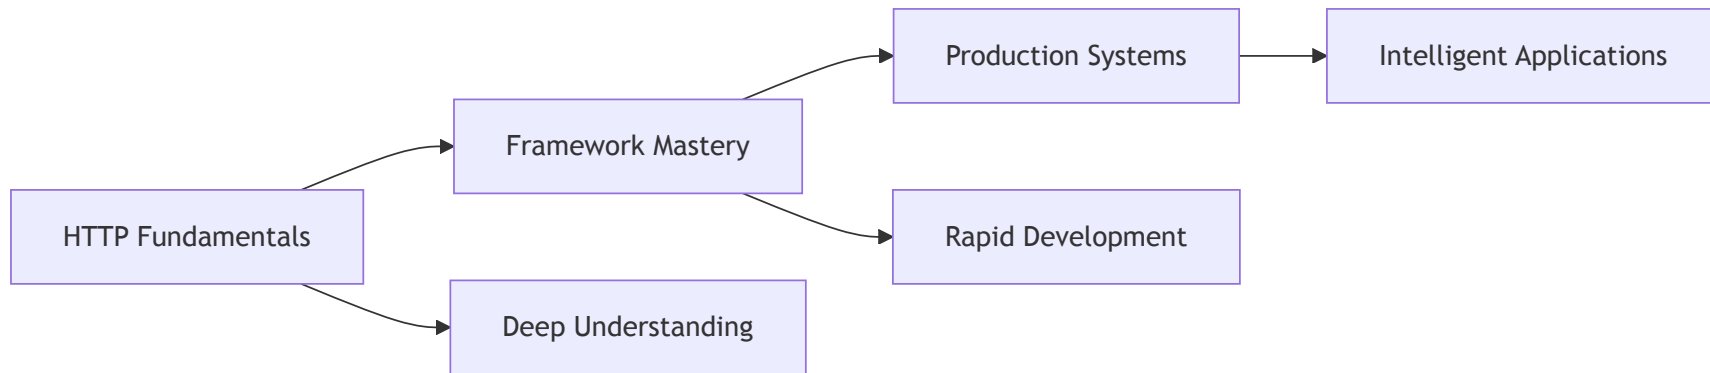 HTTP Fundamentals
Framework Mastery
Deep Understanding
Production Systems
Rapid Development
Intelligent Applications